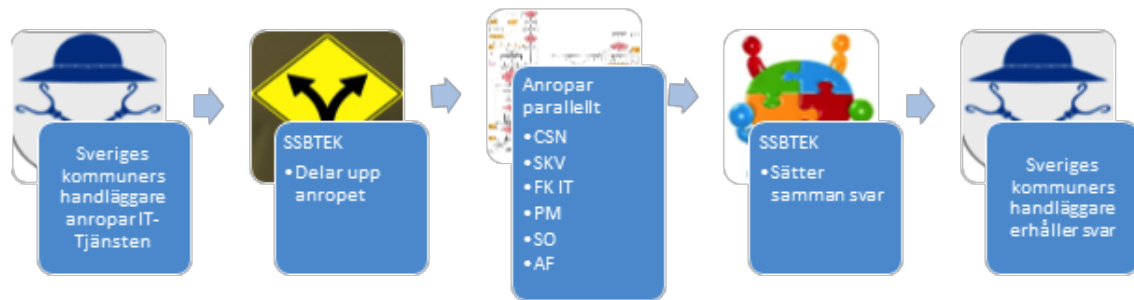 Sveriges
kommuners
handläggare
anropar IT-
Tjänsten
SSBTEK
•Delar upp
anropet
Anropar
parallellt
•CSN
•SKV
•FK IT
•PM
•SO
•AF
SSBTEK
•Sätter
samman svar
Sveriges
kommuners
handläggare
erhåller svar